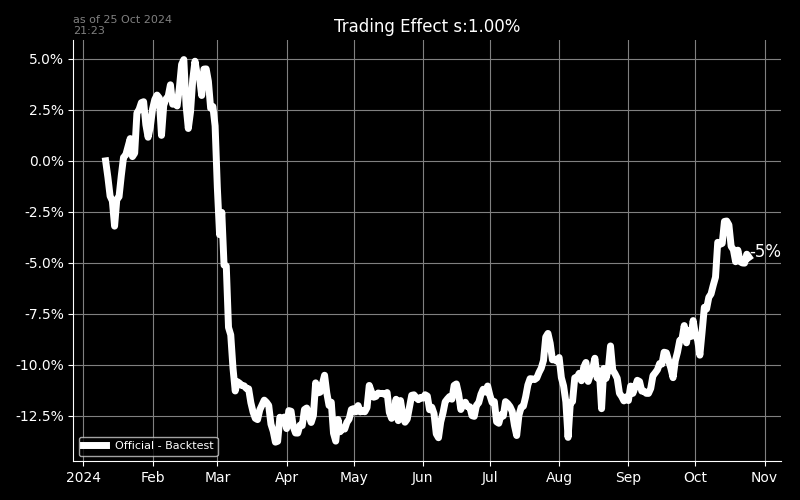 as of 25 Oct 2024
21:23
Trading Effect s:1.00%
5.0%
2.5%
0.0%
-2.5%
-5.0%
-7.5%
-10.0%
-12.5%
-5%
Official - Backtest
2024 Feb Mar Apr May Jun Jul Aug Sep Oct Nov